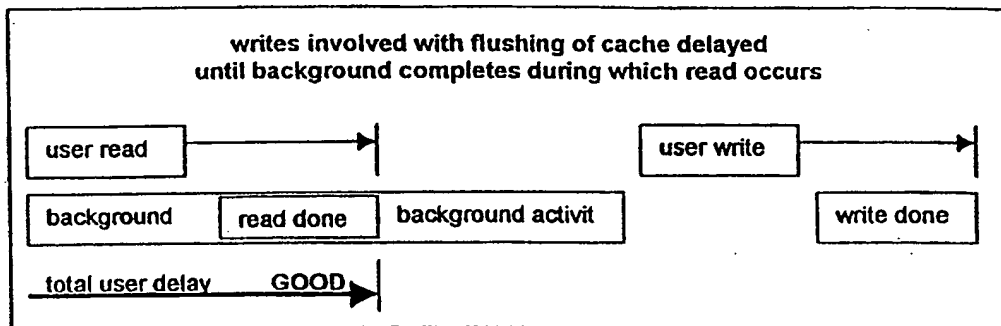 writes involved with flushing of cache delayed
until background completes during which read occurs
user read
user write
background
read done
background activit
write done
total user delay GOOD